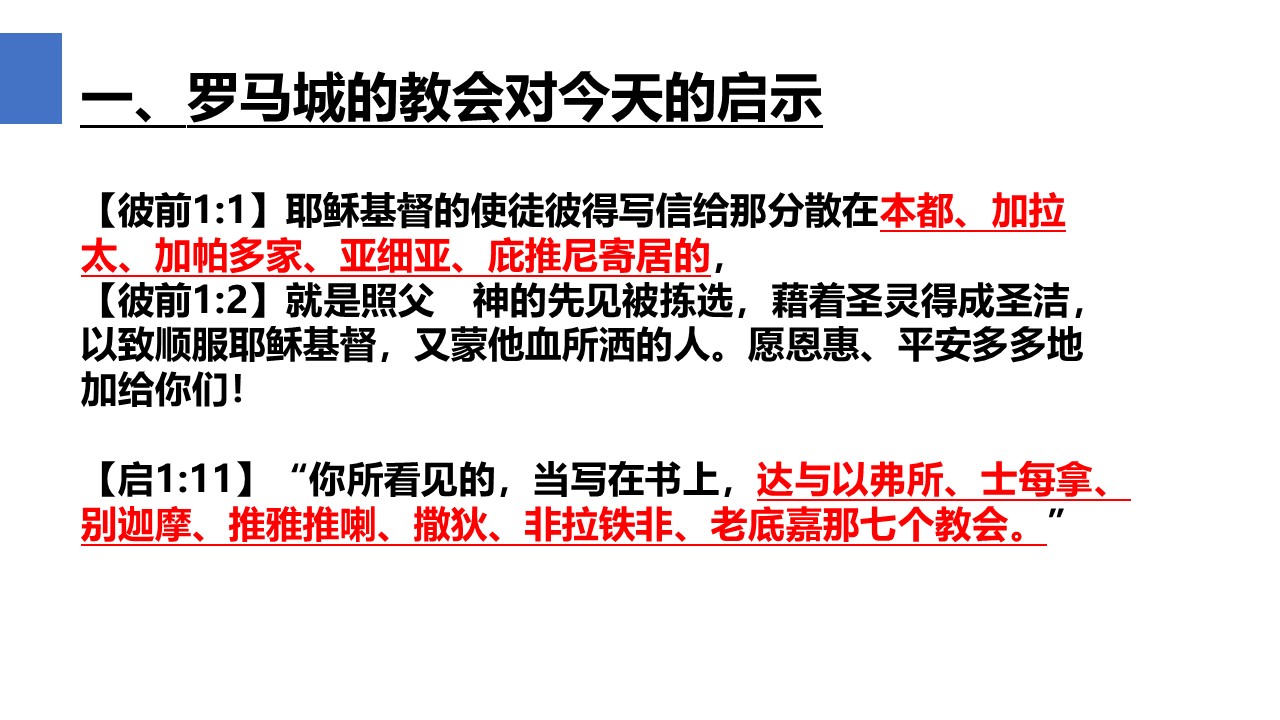 一、罗马城的教会对今天的启示
【彼前1:1】耶稣基督的使徒彼得写信给那分散在本都、加拉
太、加帕多家、亚细亚、庇推尼寄居的，
【彼前1:2】就是照父　神的先见被拣选，藉着圣灵得成圣洁，
以致顺服耶稣基督，又蒙他血所洒的人。愿恩惠、平安多多地
加给你们！
【启1:11】“你所看见的，当写在书上，达与以弗所、士每拿、
别迦摩、推雅推喇、撒狄、非拉铁非、老底嘉那七个教会。”